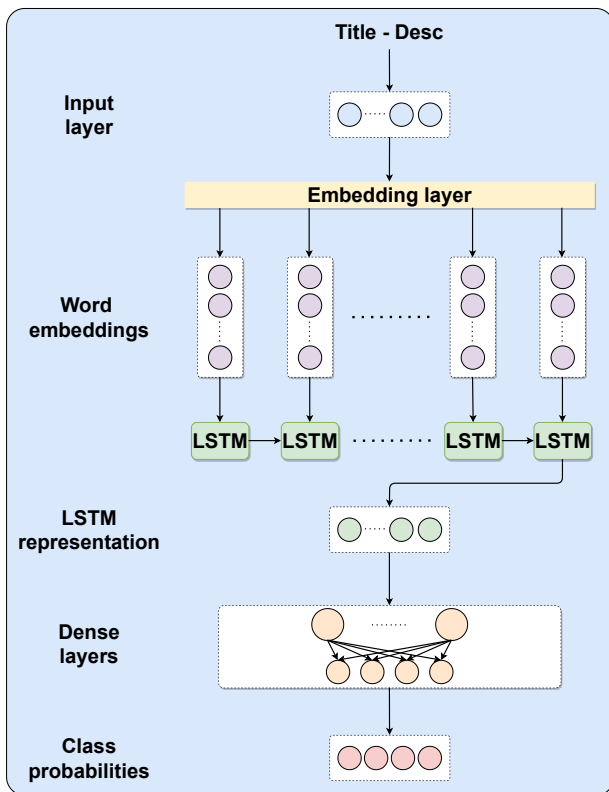 Title - Desc
Input
layer
Embedding layer
Word
embeddings
LSTM LSTM LSTM LSTM
LSTM
representation
Dense
layers
Class
probabilities